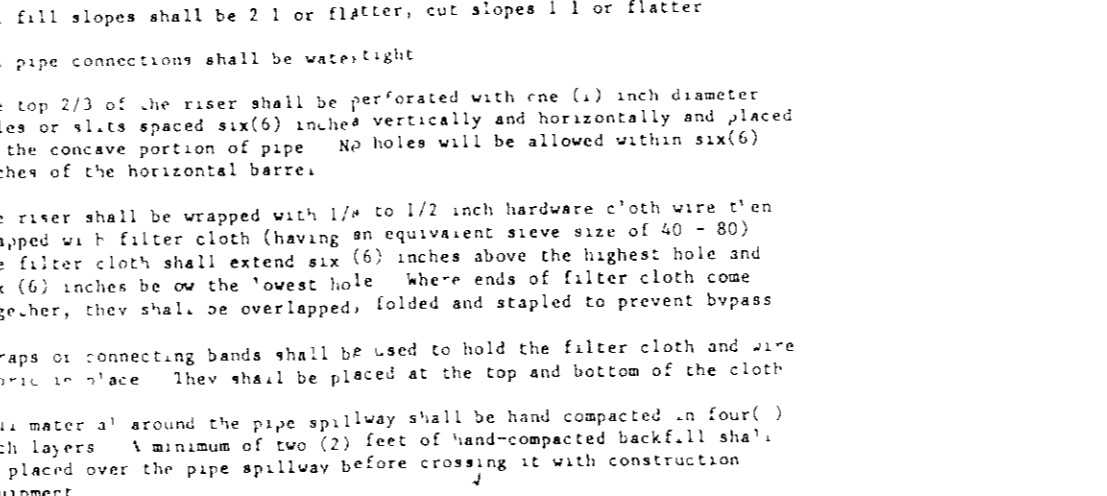 fill slopes shall be 2 1 or flatter, cut slopes 1 1 or flatter
pipe connections shall be watertight
top 2/3 of the riser shall be perforated with one (1) inch diameter
les or slits spaced six(6) inches vertically and horizontally and placed
the concave portion of pipe No holes will be allowed within six(6)
ches of the horizontal barrel
riser shall be wrapped with to 1/2 inch hardware cloth wire then
apped with filter cloth (having an equivalent sieve size of 40 - 80)
e filter cloth shall extend six (6) inches above the highest hole and
x (6) inches below the lowest hole Where ends of filter cloth come
gether, they shall be overlapped, folded and stapled to prevent bypass
raps or connecting bands shall be used to hold the filter cloth and wire
bric in place They shall be placed at the top and bottom of the cloth
material around the pipe spillway shall be hand compacted in four( )
ch layers A minimum of two (2) feet of hand-compacted backfill shall
placed over the pipe spillway before crossing it with construction
uipment